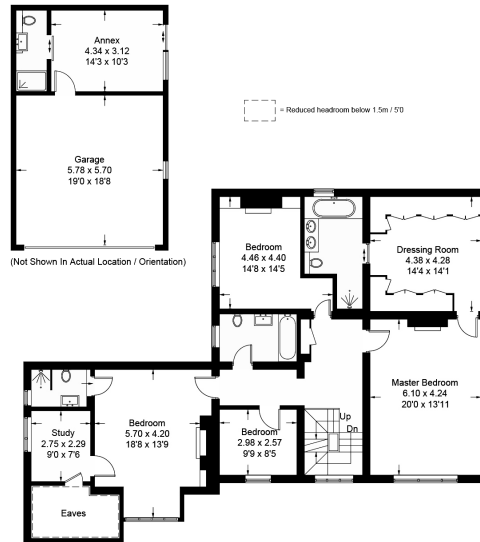 Annex
4.34 x 3.12
14'3 x 10'3
= Reduced headroom below 1.5m / 5'0
Garage
5.78 x 5.70
19'0 x 18'8
(Not Shown In Actual Location / Orientation)
Bedroom
4.46 x 4.40
14'8 x 14'5
Dressing Room
4.38 x 4.28
14'4 x 14'1
Master Bedroom
6.10 x 4.24
20'0 x 13'11
Bedroom
5.70 x 4.20
18'8 x 13'9
Study
2.75 x 2.29
9'0 x 7'6
Bedroom
2.98 x 2.57
9'9 x 8'5
Up
Dn
Eaves